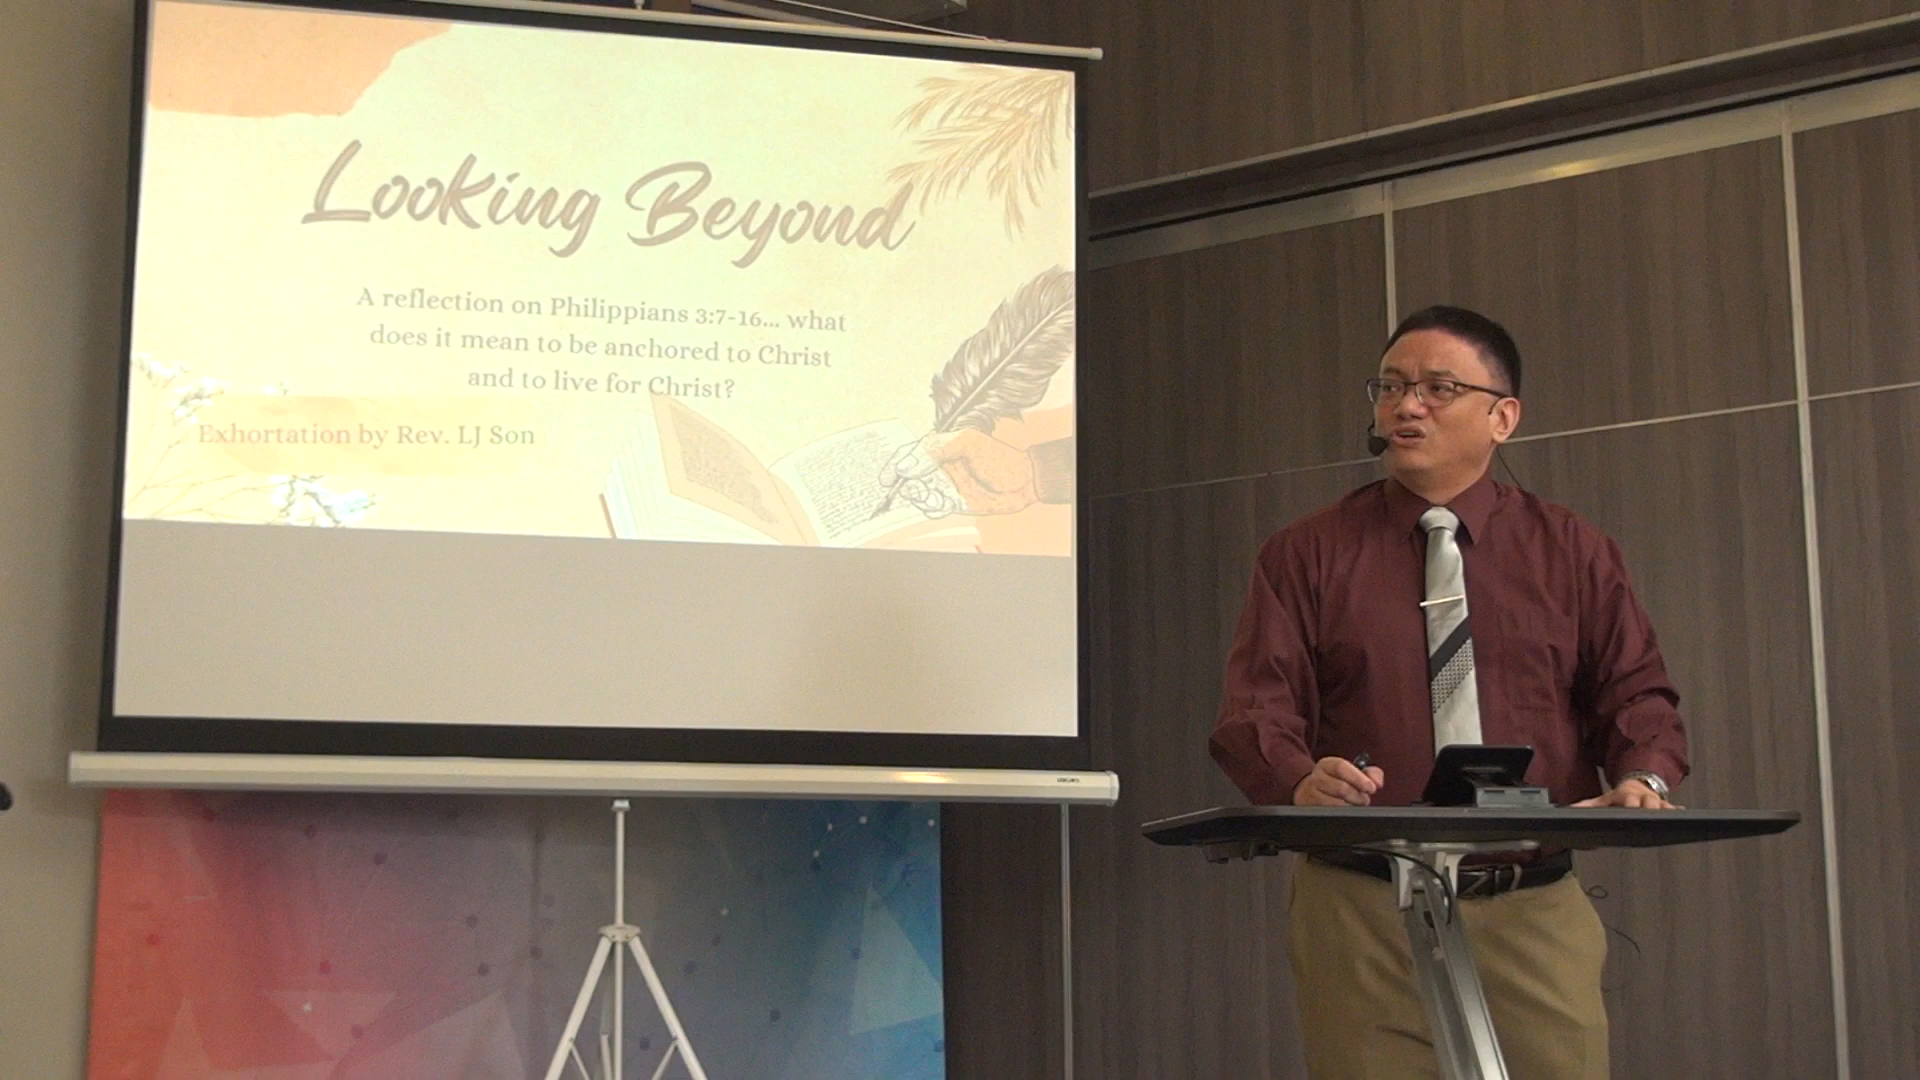 Looking Beyond
A reflection on Philippians 3:7-16... what
does it mean to be anchored to Christ
and to live for Christ?
Exhortation by Rev. LJ Son